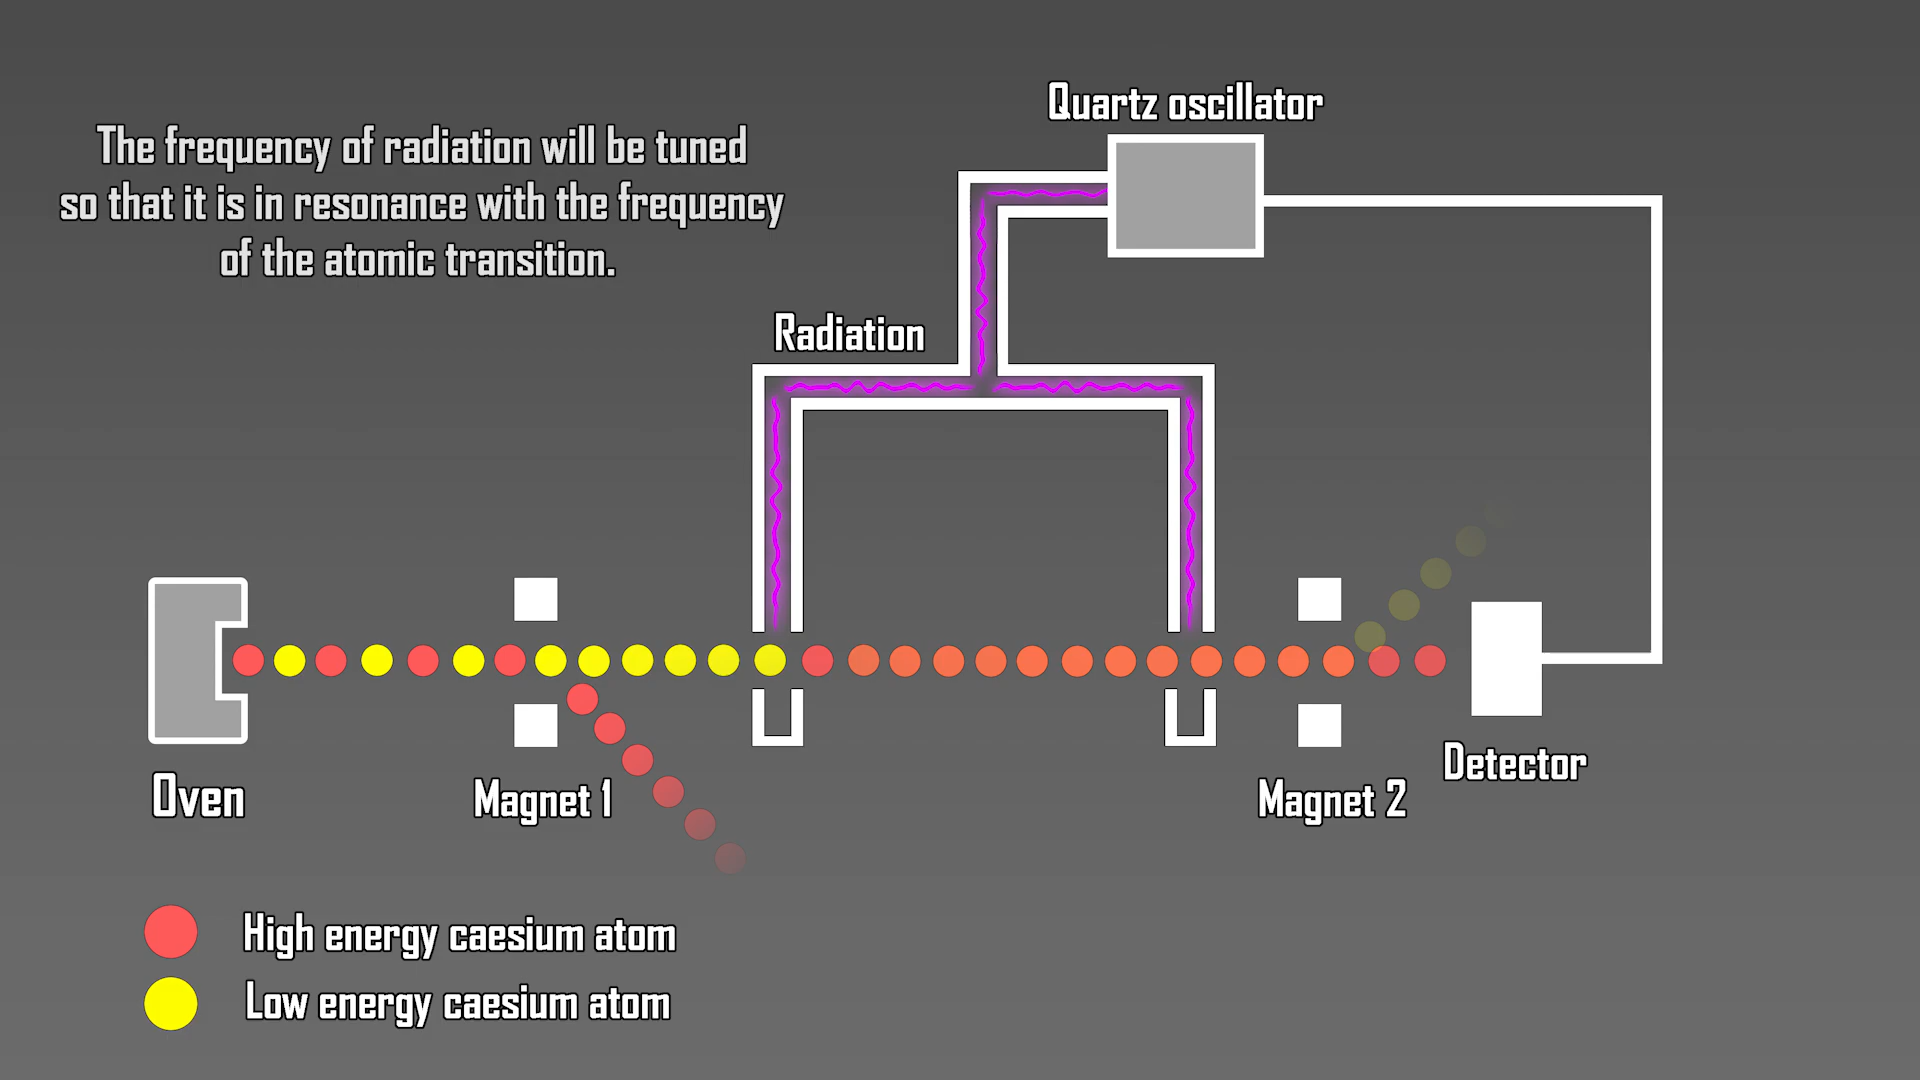 The frequency of radiation will be tuned
so that it is in resonance with the frequency
of the atomic transition.
Quartz oscillator
Radiation
Oven
Magnet 1
Magnet 2
Detector
High energy caesium atom
Low energy caesium atom